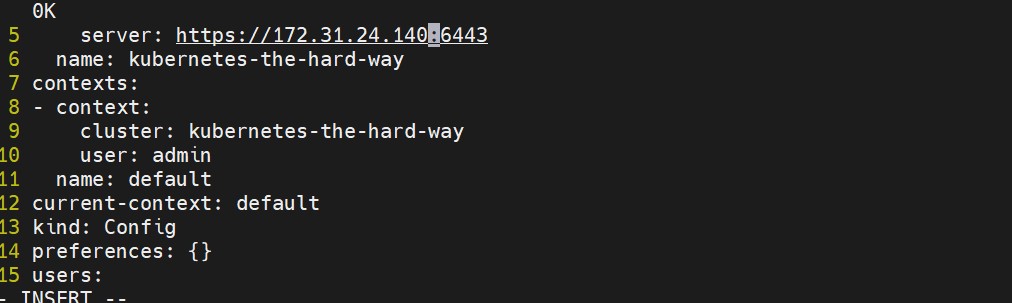 0K
5     server: https://172.31.24.140:6443
6   name: kubernetes-the-hard-way
7 contexts:
8 - context:
9     cluster: kubernetes-the-hard-way
10     user: admin
11   name: default
12 current-context: default
13 kind: Config
14 preferences: {}
15 users:
- INSERT --